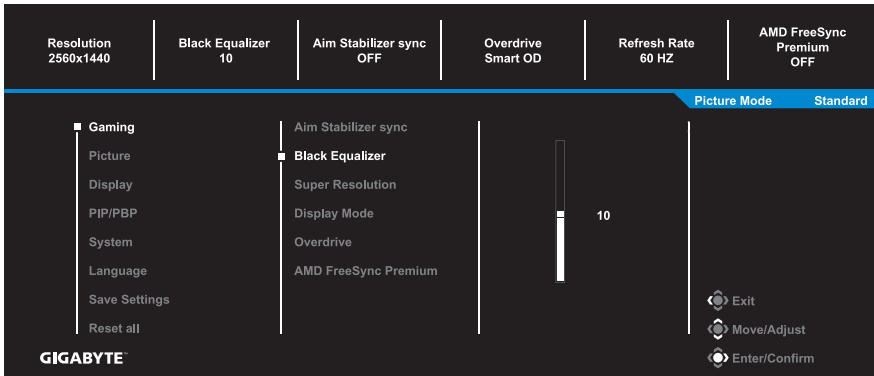 Resolution
2560x1440
Black Equalizer
10
Aim Stabilizer sync
OFF
Overdrive
Smart OD
Refresh Rate
60 HZ
AMD FreeSync
Premium
OFF
Picture Mode Standard
Gaming
Picture
Display
PIP/PBP
System
Language
Save Settings
Reset all
Aim Stabilizer sync
Black Equalizer
Super Resolution
Display Mode
Overdrive
AMD FreeSync Premium
10
Exit
Move/Adjust
Enter/Confirm
GIGABYTE™